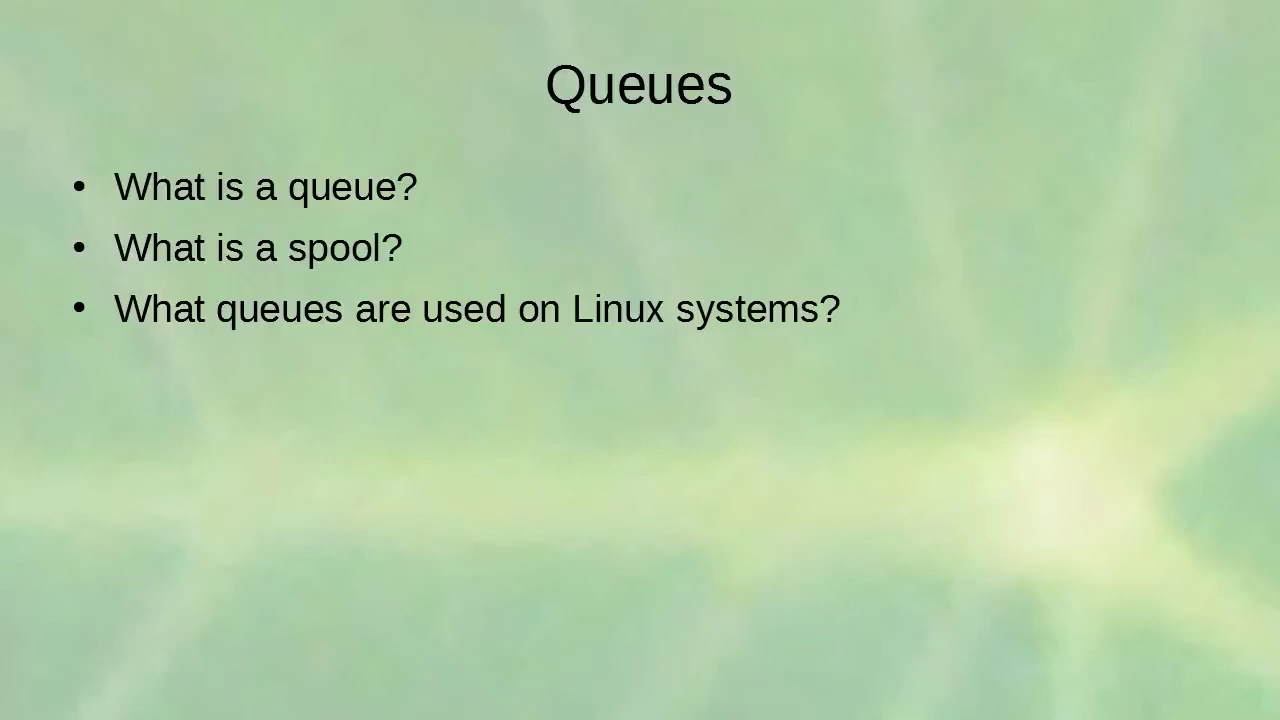 Queues
• What is a queue?
• What is a spool?
• What queues are used on Linux systems?